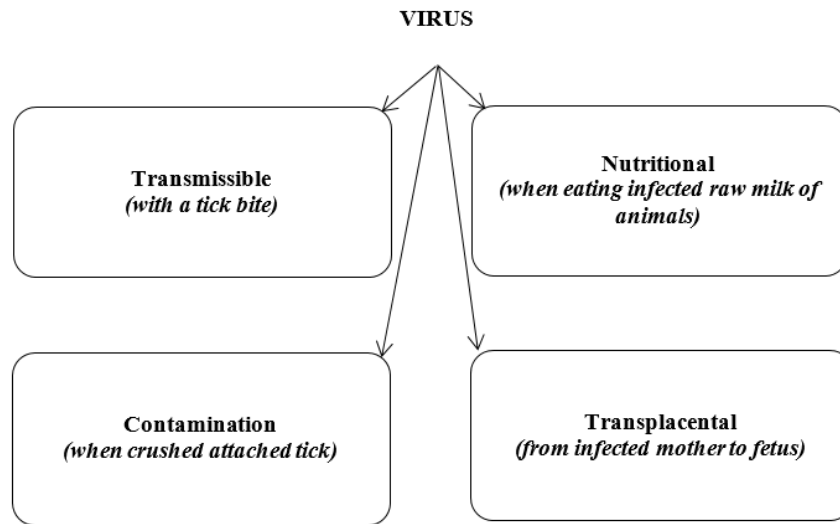 VIRUS
Transmissible
(with a tick bite)
Nutritional
(when eating infected raw milk of
animals)
Contamination
(when crushed attached tick)
Transplacental
(from infected mother to fetus)